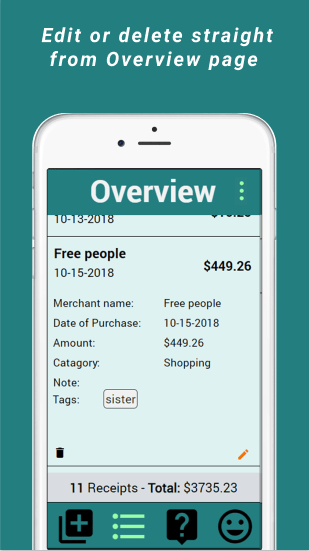 Edit or delete straight
from Overview page
Overview
10-13-2018
Free people
10-15-2018
$449.26
Merchant name: Free people
Date of Purchase: 10-15-2018
Amount: $449.26
Catagory: Shopping
Note:
Tags: sister
11 Receipts - Total: $3735.23